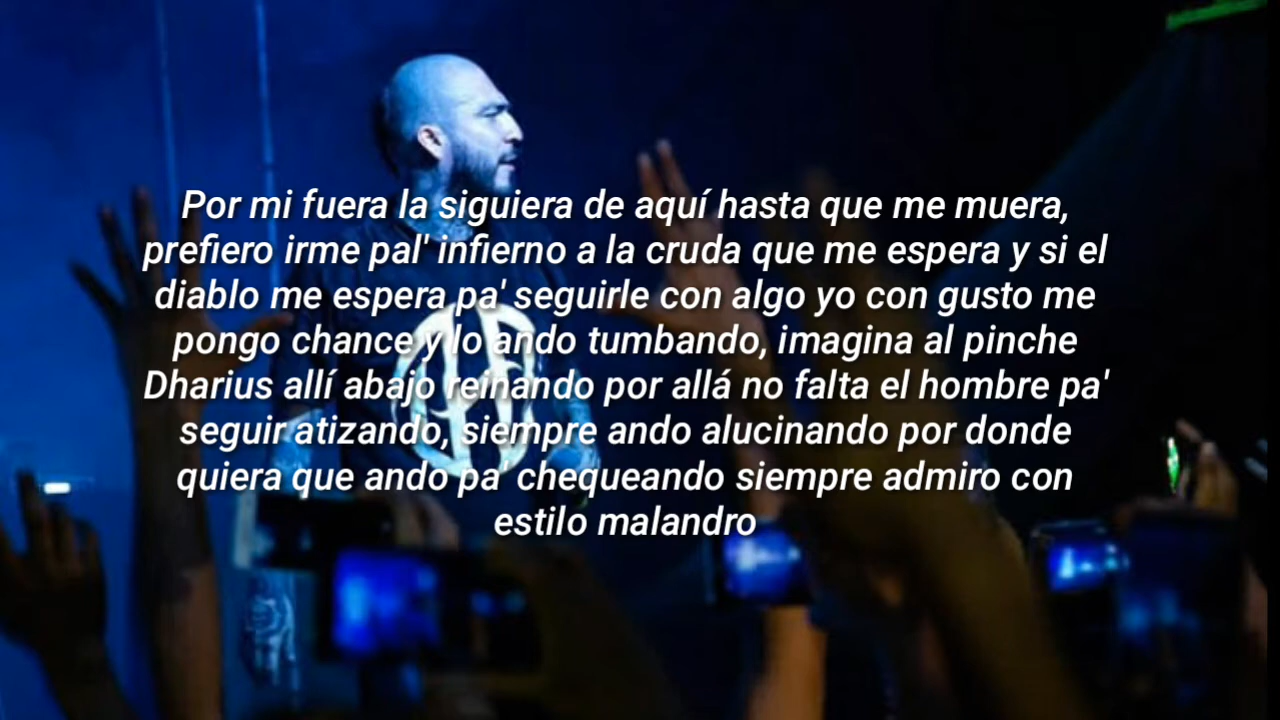 Por mi fuera la siguiera de aquí hasta que me muera,
prefiero irme pal' infierno a la cruda que me espera y si el
diablo me espera pa' seguirle con algo yo con gusto me
pongo chance y lo ando tumbando, imagina al pinche
Dharius allí abajo reinando por allá no falta el hombre pa'
seguir atizando, siempre ando alucinando por donde
quiera que ando pa' chequeando siempre admiro con
estilo malandro